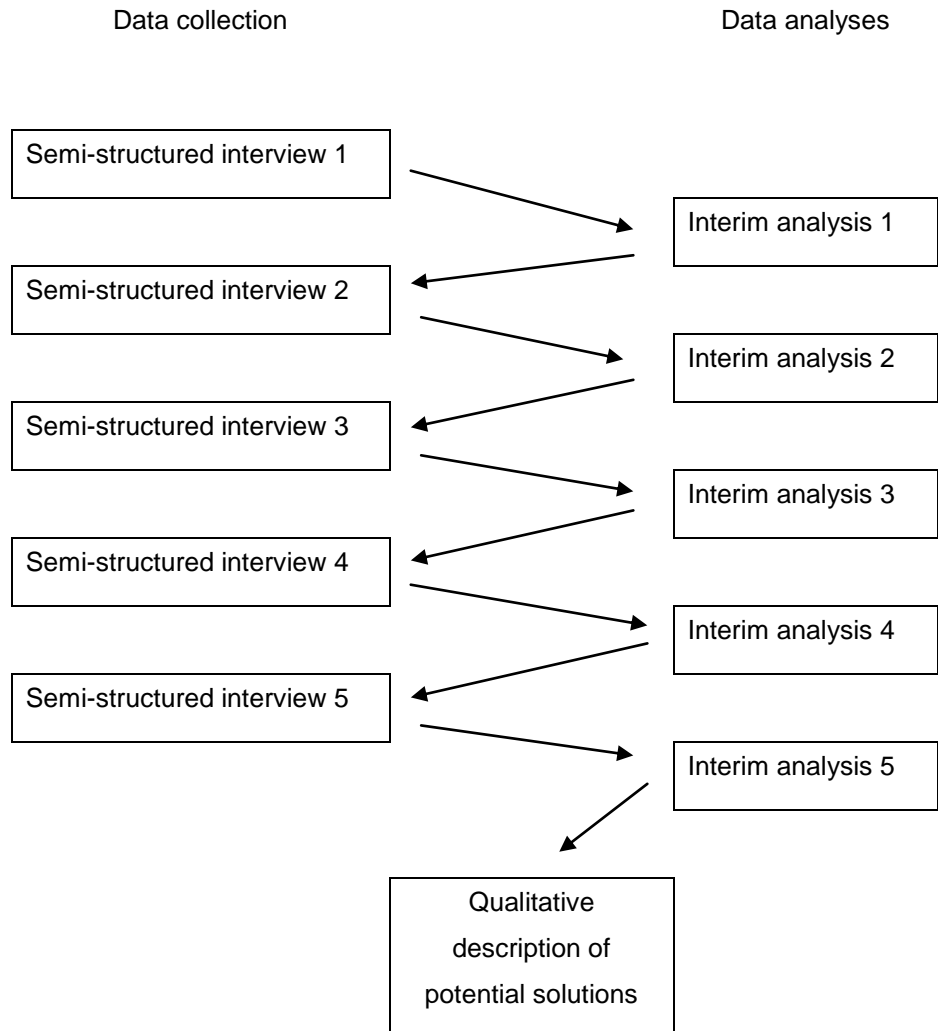 Data collection
Data analyses
Semi-structured interview 1
Interim analysis 1
Semi-structured interview 2
Interim analysis 2
Semi-structured interview 3
Interim analysis 3
Semi-structured interview 4
Interim analysis 4
Semi-structured interview 5
Interim analysis 5
Qualitative
description of
potential solutions